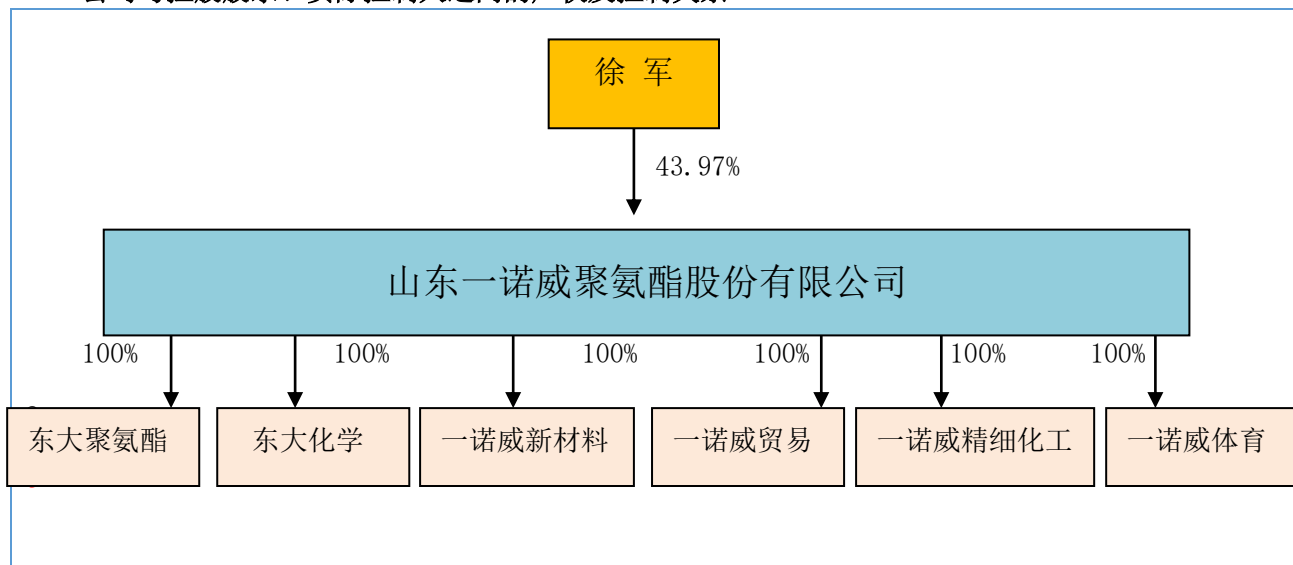 徐 军
43.97%
山东一诺威聚氨酯股份有限公司
100% 100% 100% 100% 100% 100%
东大聚氨酯 东大化学 一诺威新材料 一诺威贸易 一诺威精细化工 一诺威体育